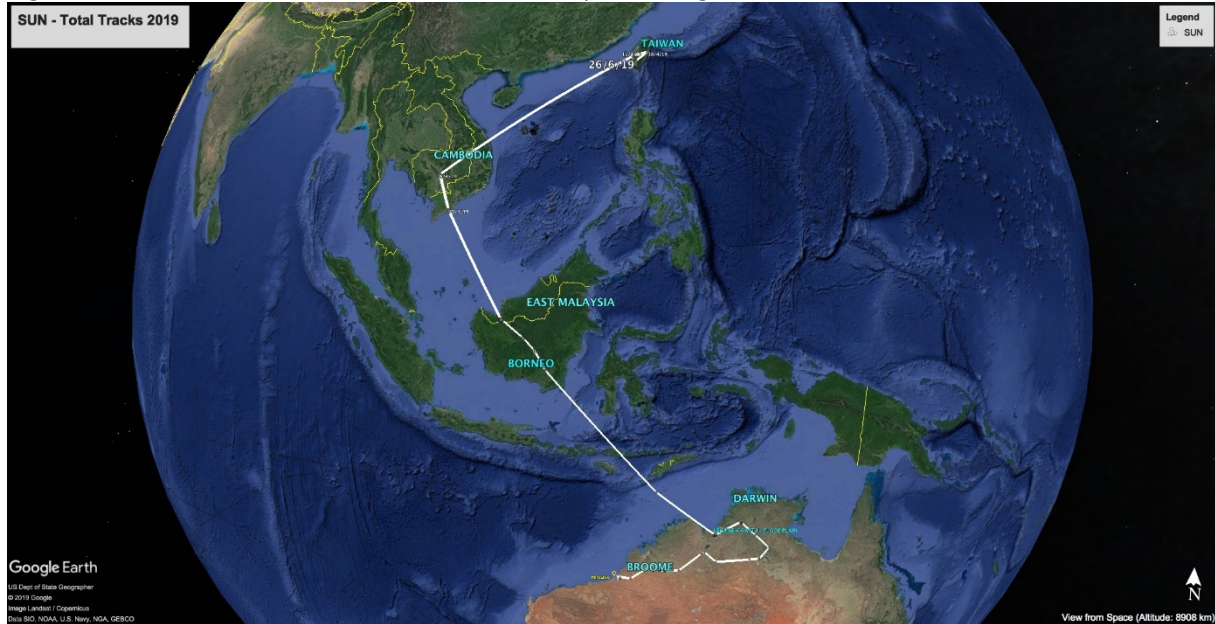 SUN - Total Tracks 2019
Legend
SUN
TAIWAN
26/6/19
CAMBODIA
EAST MALAYSIA
BORNEO
DARWIN
BROOME
Google Earth
US Dept of State Geographer
© 2019 Google
Image Landsat / Copernicus
Data SIO, NOAA, U.S. Navy, NGA, GEBCO
N
View from Space (Altitude: 8908 km)